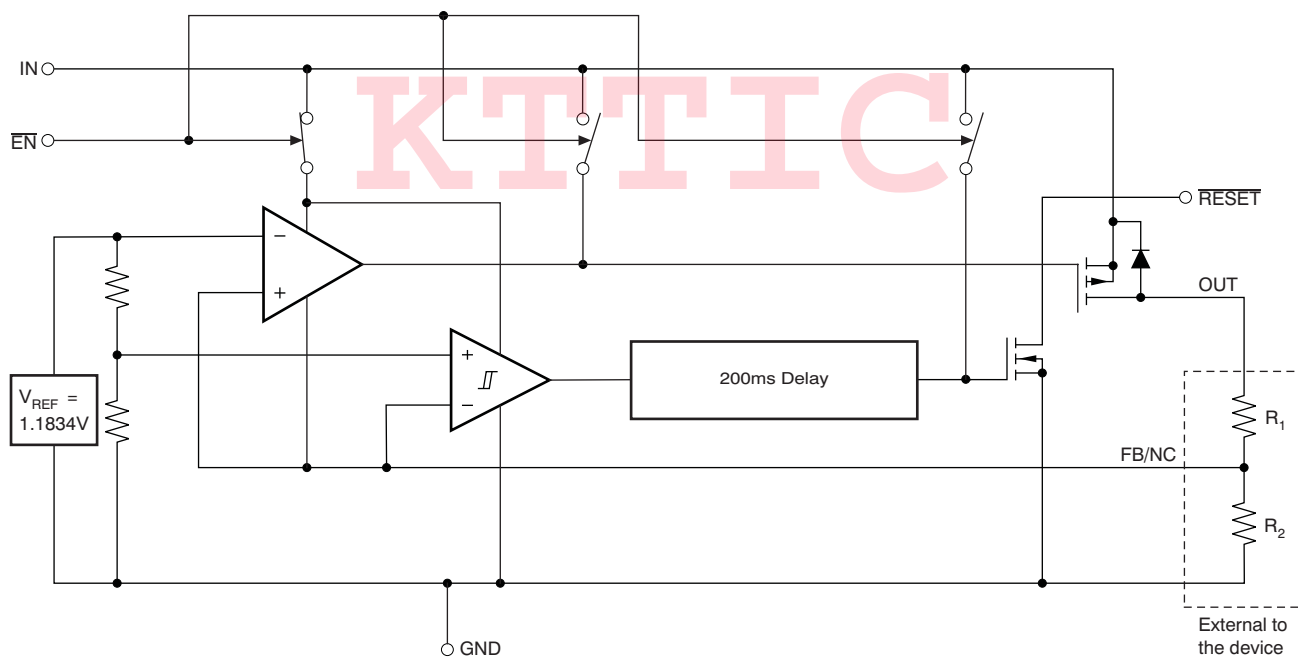 IN
EN
KTTIC
RESET
OUT
−
+
+
−
200ms Delay
VREF =
1.1834V
R1
FB/NC
R2
GND
External to
the device